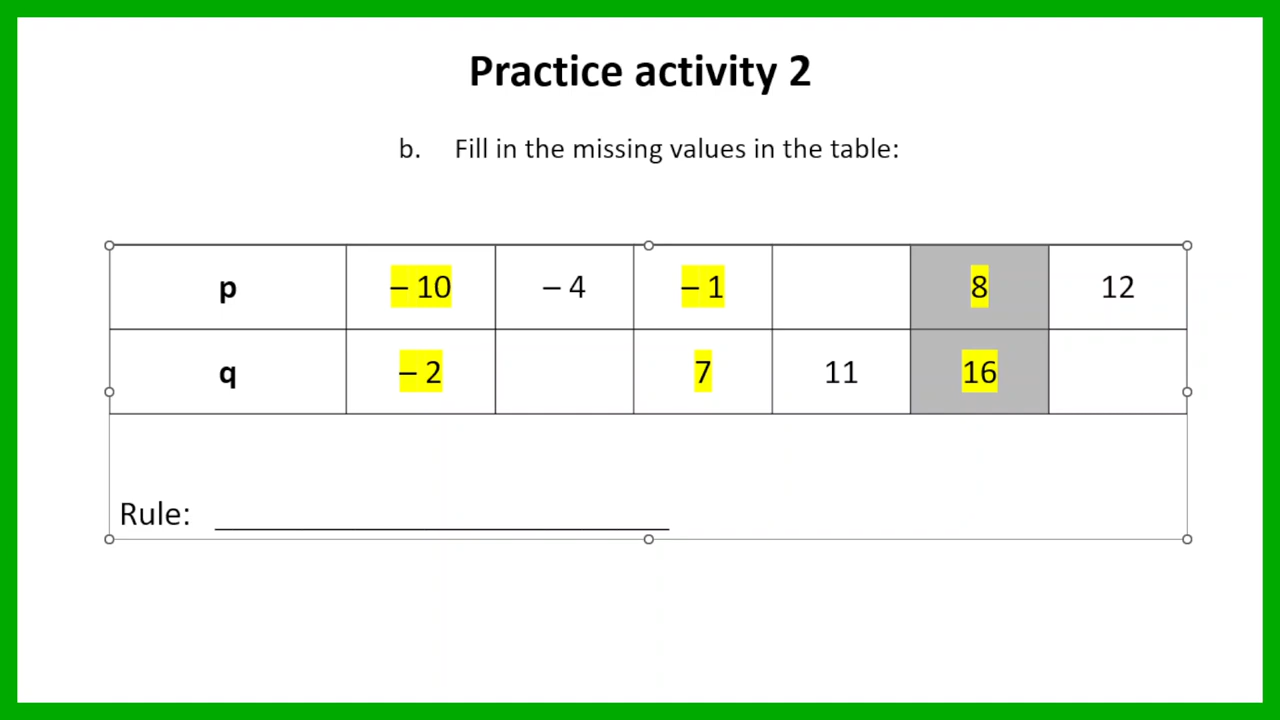 Practice activity 2
b. Fill in the missing values in the table:
p – 10 – 4 – 1 8 12
q – 2 7 11 16
Rule: ____________________________